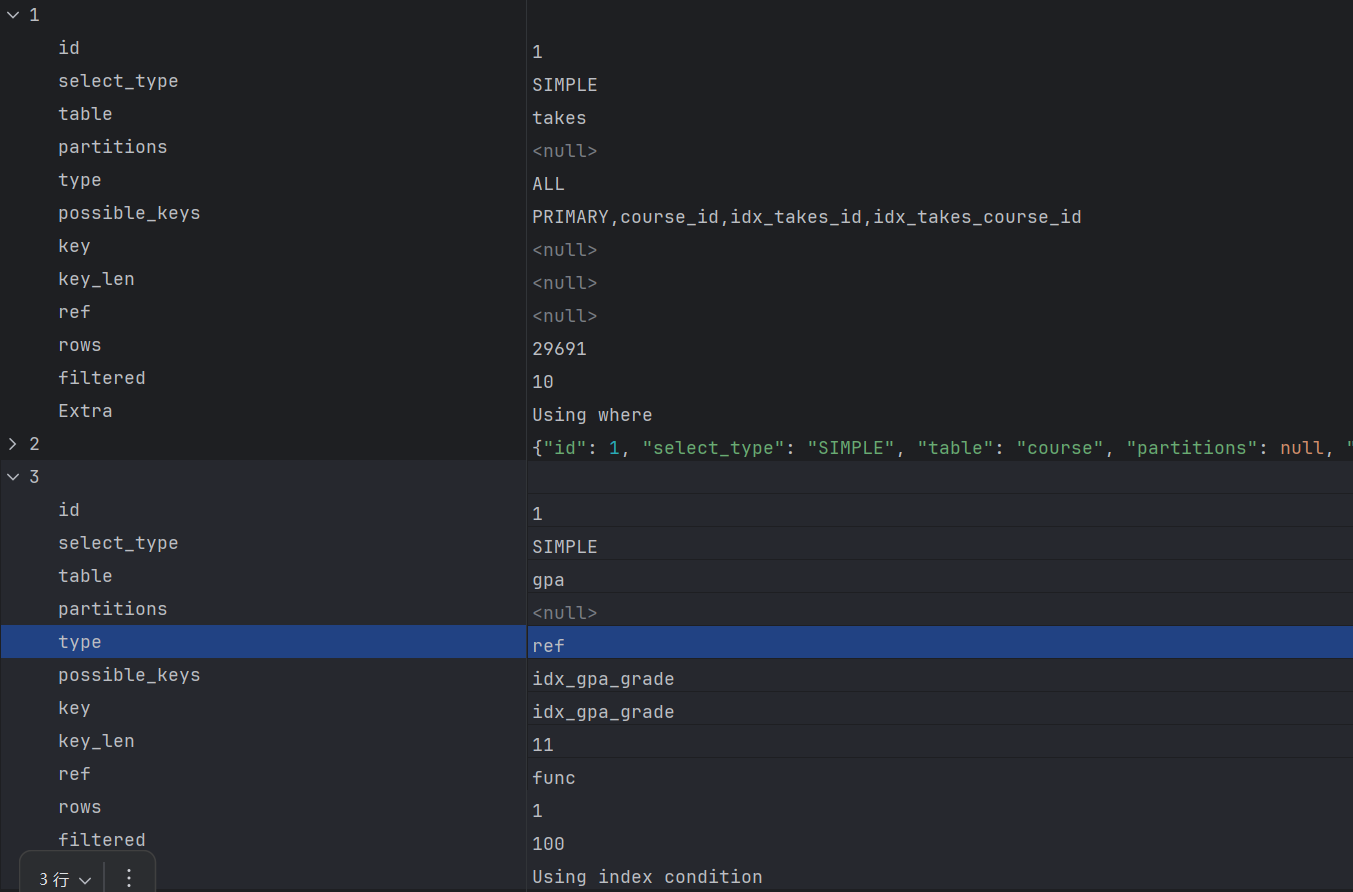 1
id 1
select_type SIMPLE
table takes
partitions <null>
type ALL
possible_keys PRIMARY,course_id,idx_takes_id,idx_takes_course_id
key <null>
key_len <null>
ref <null>
rows 29691
filtered 10
Extra Using where
2 {"id": 1, "select_type": "SIMPLE", "table": "course", "partitions": null, "
3
id 1
select_type SIMPLE
table gpa
partitions <null>
type ref
possible_keys idx_gpa_grade
key idx_gpa_grade
key_len 11
ref func
rows 1
filtered 100
3 行 Using index condition